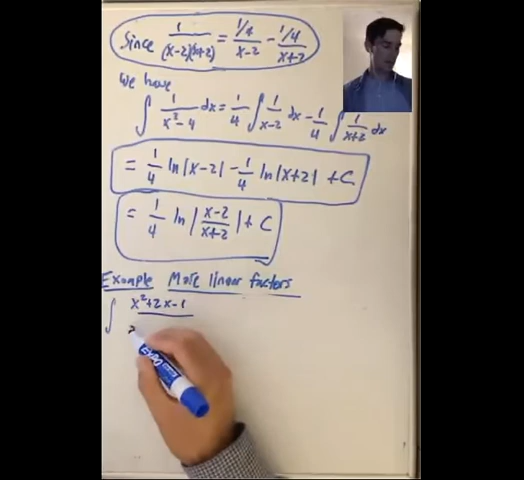 Since 1/((x-2)(x+2)) = (1/4)/(x-2) - (1/4)/(x+2)
we have
∫ 1/(x²-4) dx = 1/4 ∫ 1/(x-2) dx - 1/4 ∫ 1/(x+2) dx
= 1/4 ln|x-2| - 1/4 ln|x+2| + C
= 1/4 ln|(x-2)/(x+2)| + C
Example More linear factors
∫ x²+2x-1
EXPO